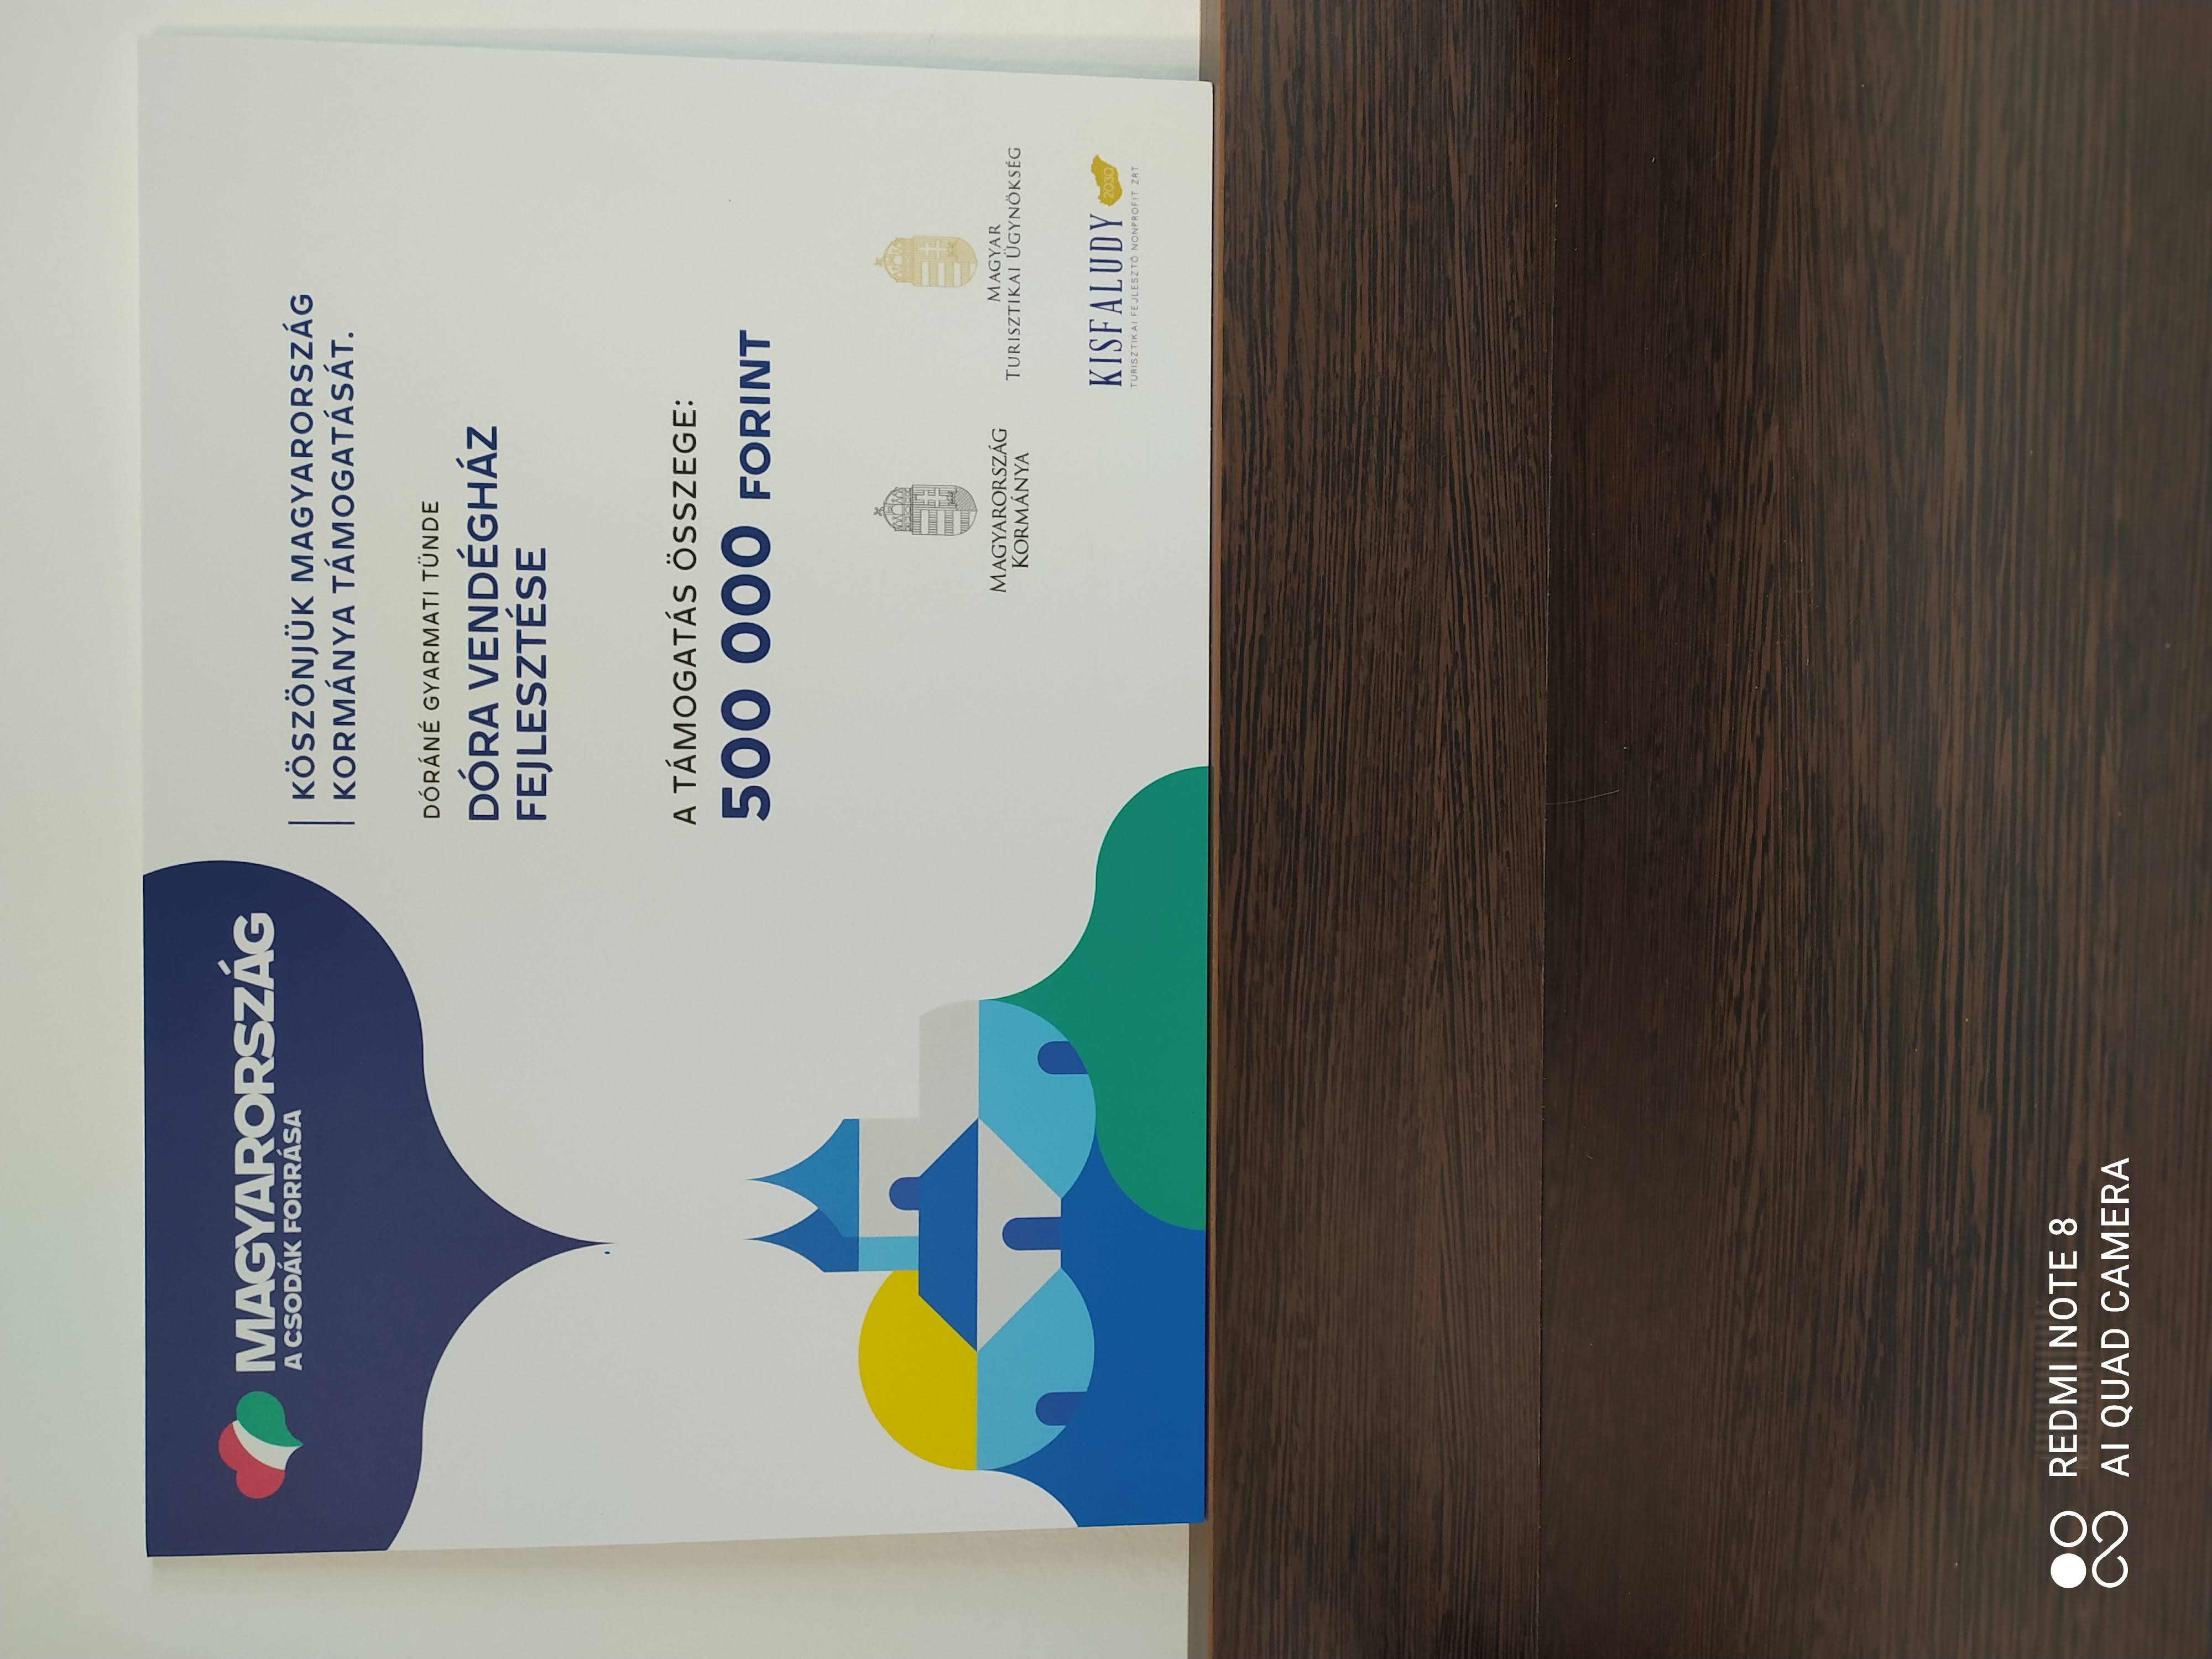 MAGYARORSZÁG
A CSODÁK FORRÁSA
KÖSZÖNJÜK MAGYARORSZÁG
KORMÁNYA TÁMOGATÁSÁT.
DÓRÁNÉ GYARMATI TÜNDE
DÓRA VENDÉGHÁZ
FEJLESZTÉSE
A TÁMOGATÁS ÖSSZEGE:
500 000 FORINT
MAGYARORSZÁG
KORMÁNYA
MAGYAR
TURISZTIKAI ÜGYNÖKSÉG
KISFALUDY 2030
TURISZTIKAI FEJLESZTŐ NONPROFIT ZRT.
REDMI NOTE 8
AI QUAD CAMERA